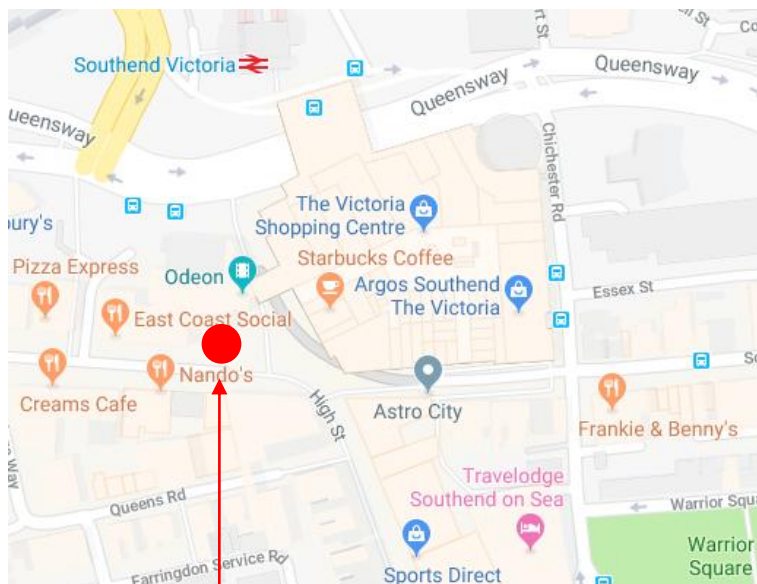 Southend Victoria
Queensway
Queensway
ueensway
Chichester Rd
The Victoria
Shopping Centre
bury's
Pizza Express
Odeon
Starbucks Coffee
Argos Southend
The Victoria
Essex St
East Coast Social
Nando's
Creams Cafe
High St
Astro City
Frankie & Benny's
Travelodge
Southend on Sea
Queens Rd
Warrior Squ
Warrior
Square
Farringdon Service Rd
Sports Direct